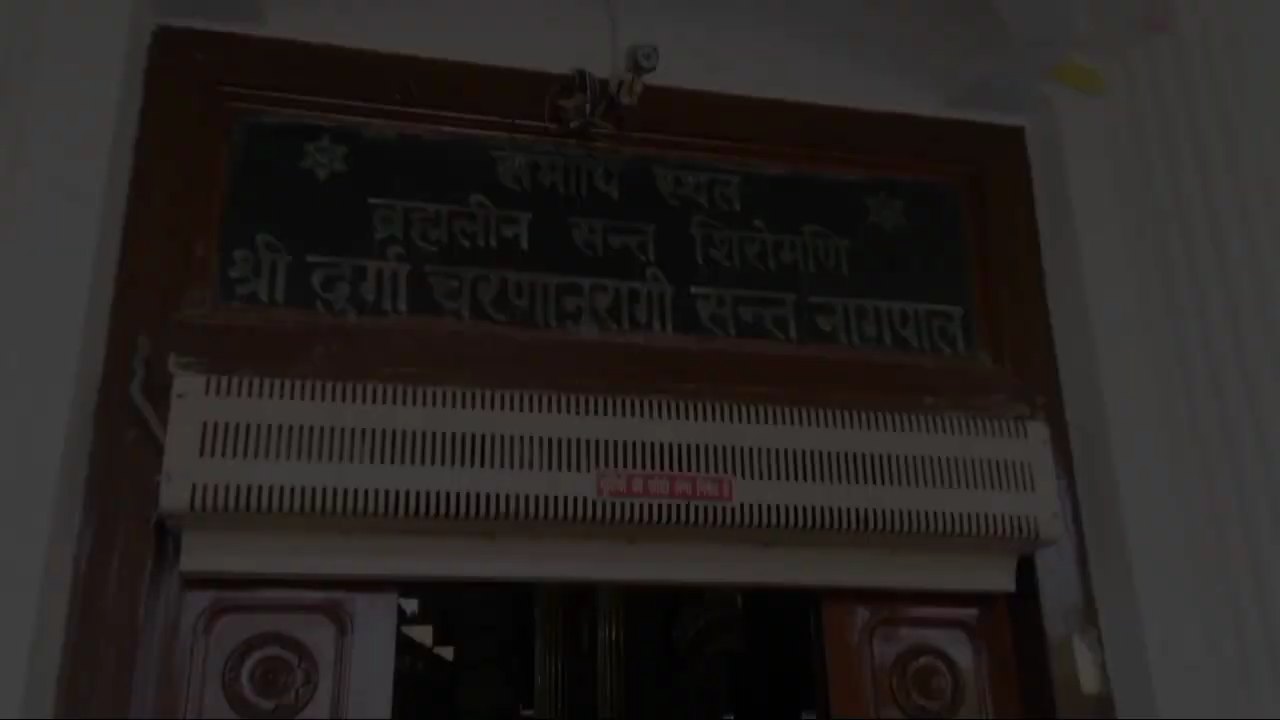 समाधि स्थल
ब्रह्मलीन सन्त शिरोमणि
श्री दुर्गा चरणानुरागी सन्त नागपाल
मूर्तियों की फोटो लेना निषेध है